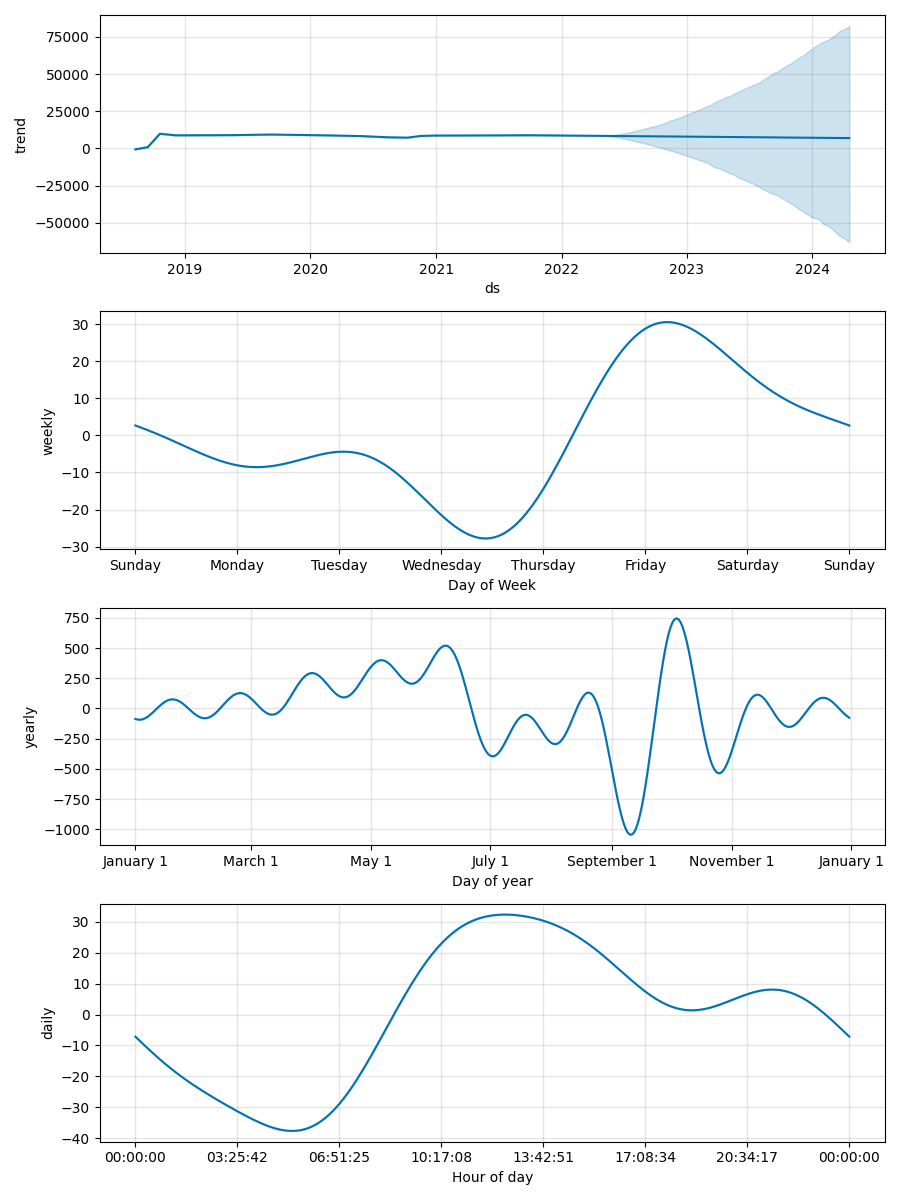 75000
50000
25000
0
−25000
−50000
trend
2019 2020 2021 2022 2023 2024
ds
30
20
10
0
−10
−20
−30
weekly
Sunday Monday Tuesday Wednesday Thursday Friday Saturday Sunday
Day of Week
750
500
250
0
−250
−500
−750
−1000
yearly
January 1 March 1 May 1 July 1 September 1 November 1 January 1
Day of year
30
20
10
0
−10
−20
−30
−40
daily
00:00:00 03:25:42 06:51:25 10:17:08 13:42:51 17:08:34 20:34:17 00:00:00
Hour of day